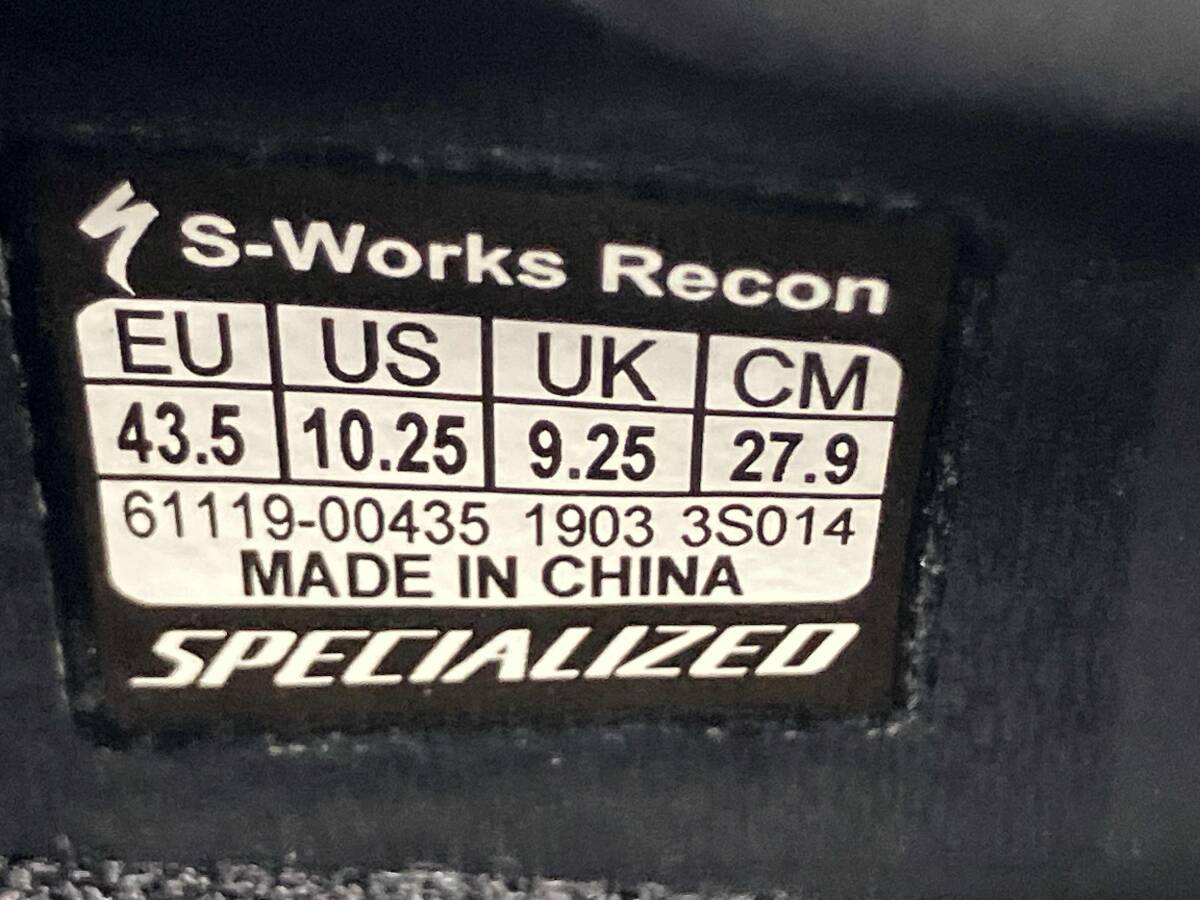 S-Works Recon
EU US UK CM
43.5 10.25 9.25 27.9
61119-00435 1903 3S014
MADE IN CHINA
SPECIALIZED